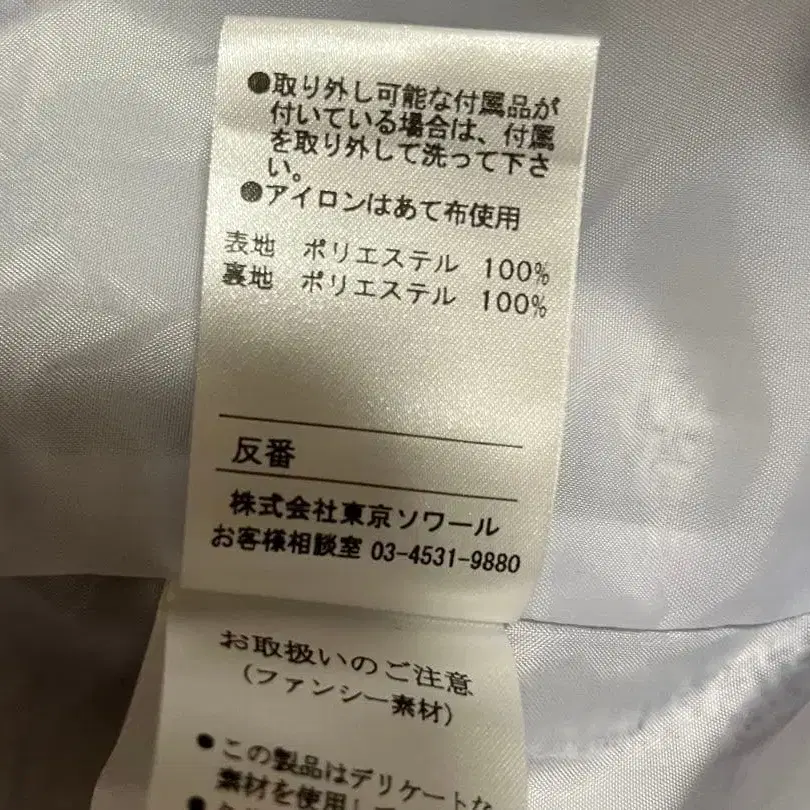 ●取り外し可能な付属品が
付いている場合は、付属
を取り外して洗って下さ
い。
●アイロンはあて布使用
表地 ポリエステル 100%
裏地 ポリエステル 100%
反番
株式会社東京ソワール
お客様相談室 03-4531-9880
お取扱いのご注意
(ファンシー素材)
●この製品はデリケートな
素材を使用して
●